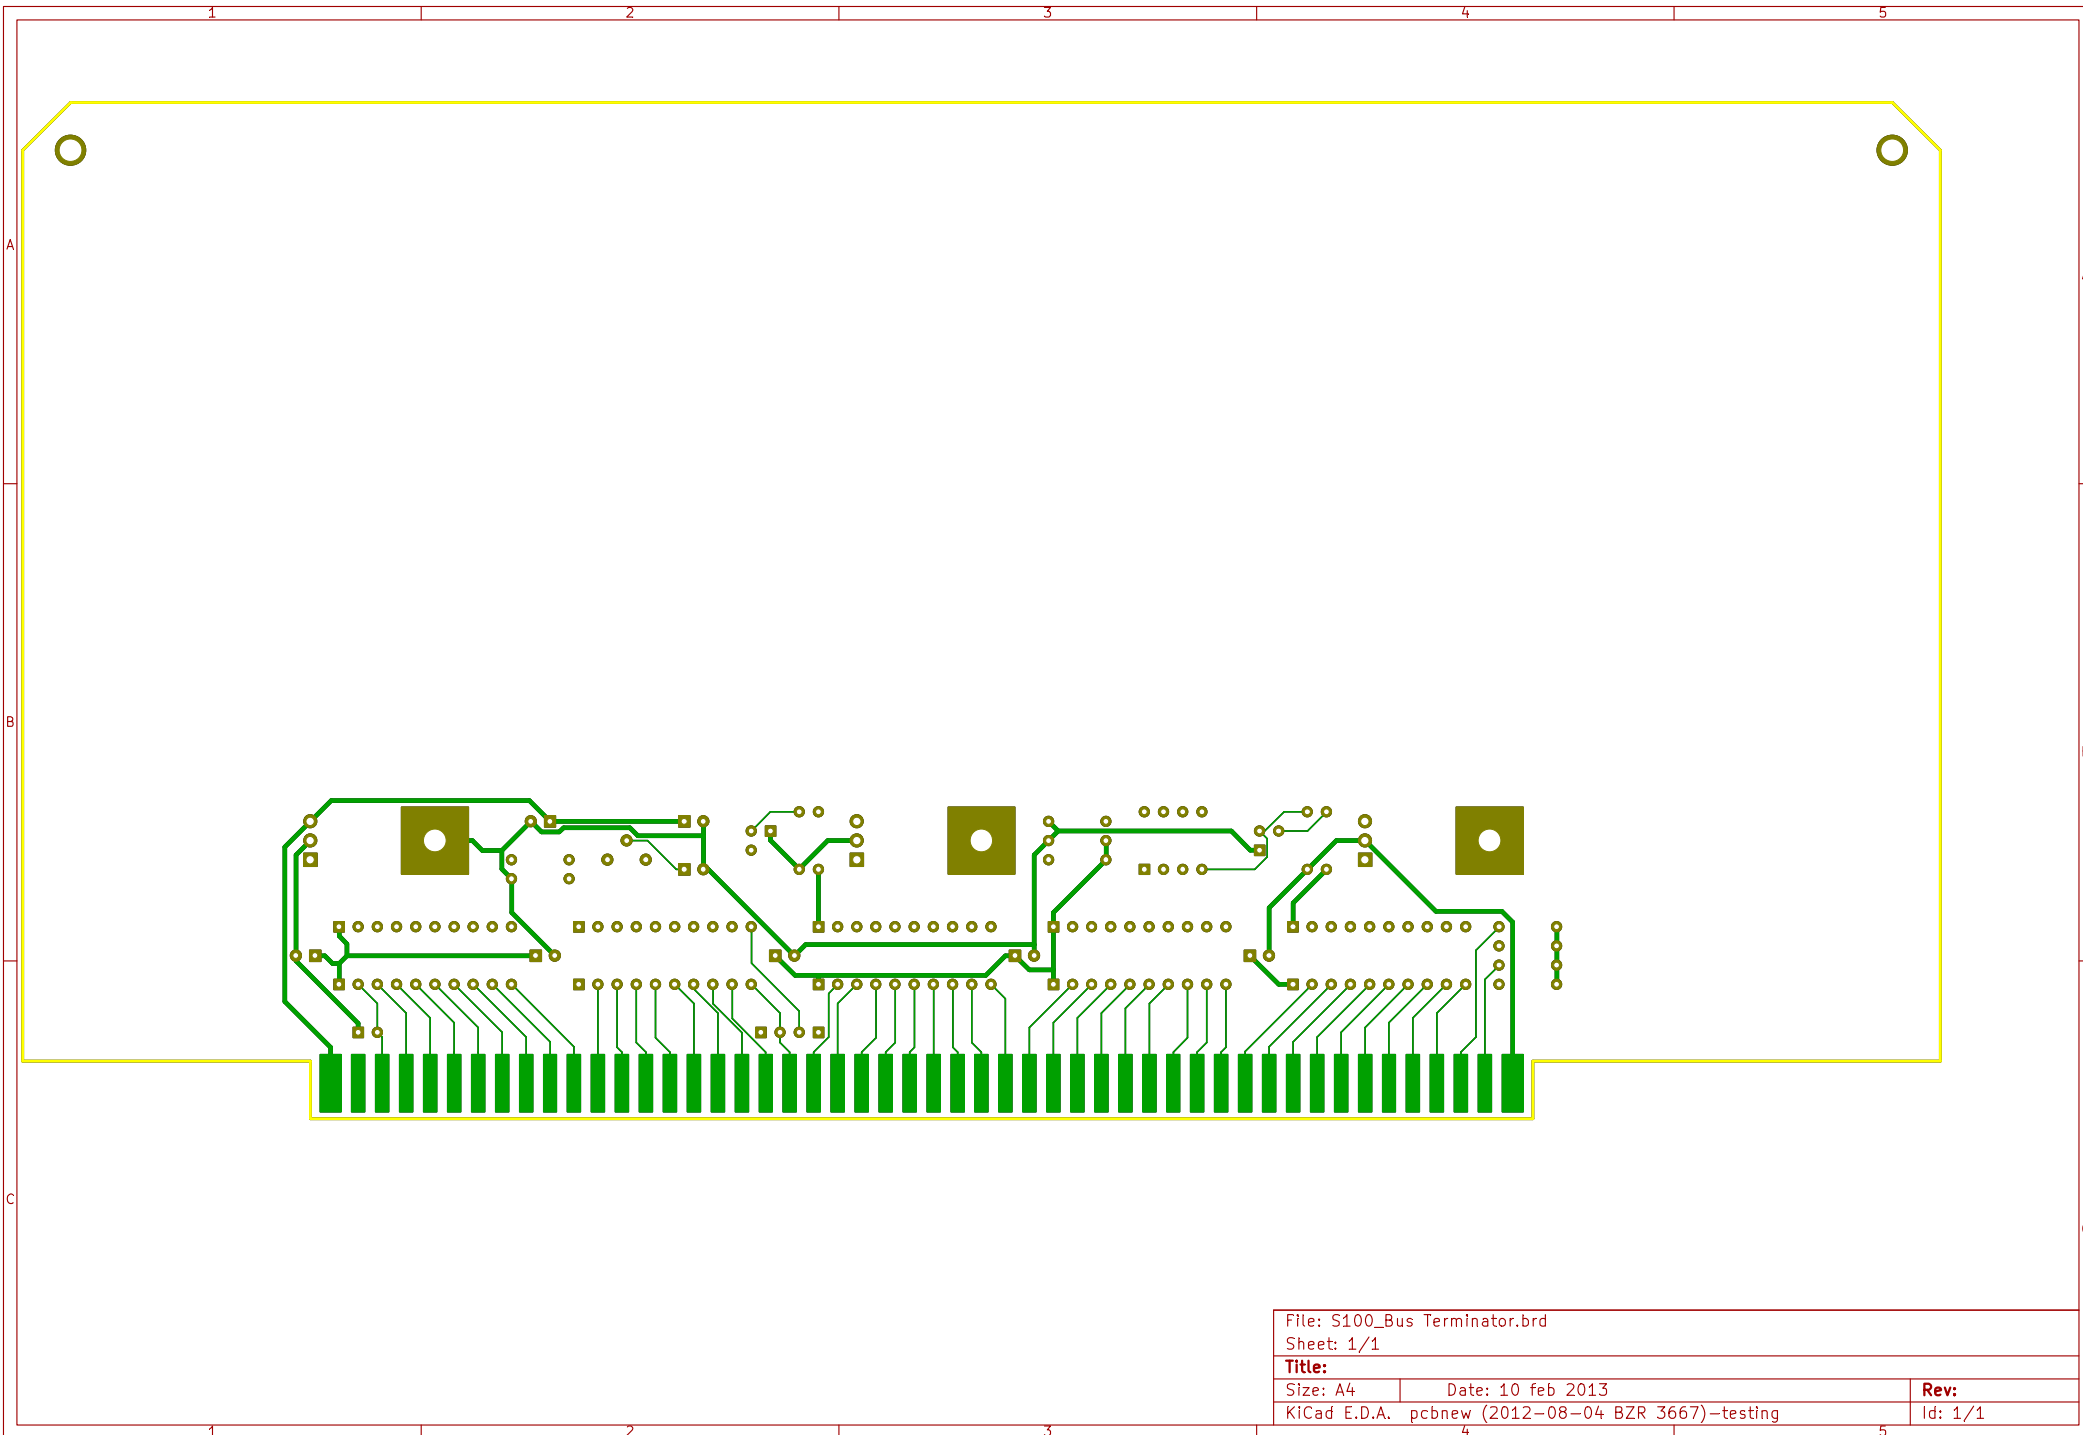 1 2 3 4 5
A
B
C
File: S100_Bus Terminator.brd
Sheet: 1/1
Title:
Size: A4 Date: 10 feb 2013 Rev:
KiCad E.D.A. pcbnew (2012-08-04 BZR 3667)-testing Id: 1/1
1 2 3 4 5